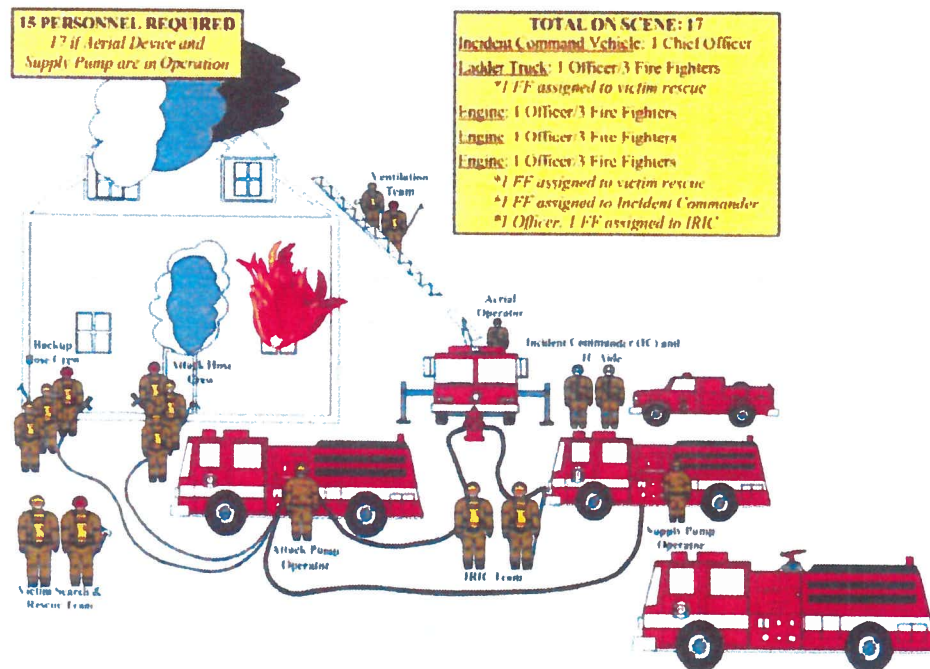 15 PERSONNEL REQUIRED
17 if Aerial Device and
Supply Pump are in Operation
TOTAL ON SCENE: 17
Incident Command Vehicle: 1 Chief Officer
Ladder Truck: 1 Officer/3 Fire Fighters
*1 FF assigned to victim rescue
Engine: 1 Officer/3 Fire Fighters
Engine: 1 Officer/3 Fire Fighters
Engine: 1 Officer/3 Fire Fighters
*1 FF assigned to victim rescue
*1 FF assigned to Incident Commander
*1 Officer, 1 FF assigned to IRIC
Ventilation
Team
Aerial
Operator
Incident Commander (IC) and
IC Aide
Backup
Hose Crew
Attack Hose
Crew
Attack Pump
Operator
IRIC Team
Supply Pump
Operator
Victim Search &
Rescue Team